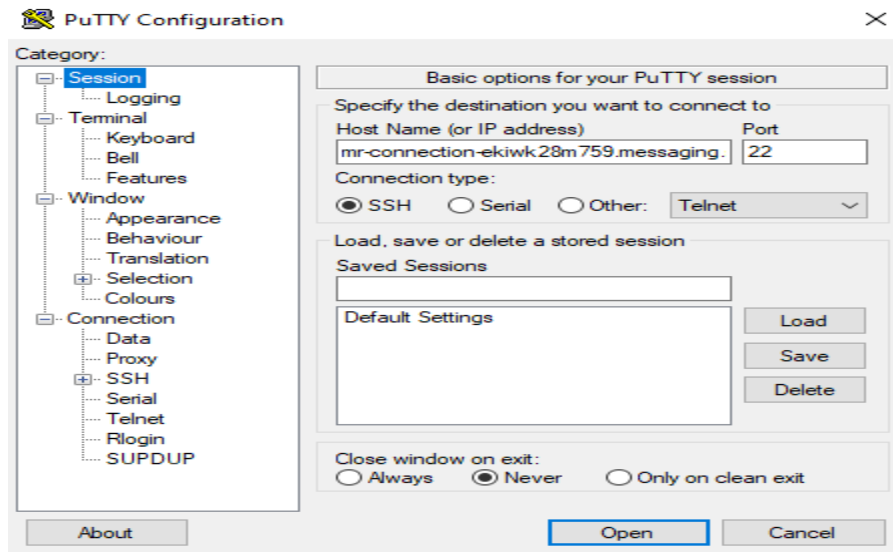 PuTTY Configuration
Category:
Session
Logging
Terminal
Keyboard
Bell
Features
Window
Appearance
Behaviour
Translation
Selection
Colours
Connection
Data
Proxy
SSH
Serial
Telnet
Rlogin
SUPDUP
Basic options for your PuTTY session
Specify the destination you want to connect to
Host Name (or IP address) Port
mr-connection-ekiwk28m759.messaging. 22
Connection type:
SSH Serial Other: Telnet
Load, save or delete a stored session
Saved Sessions
Default Settings
Load
Save
Delete
Close window on exit:
Always Never Only on clean exit
About Open Cancel